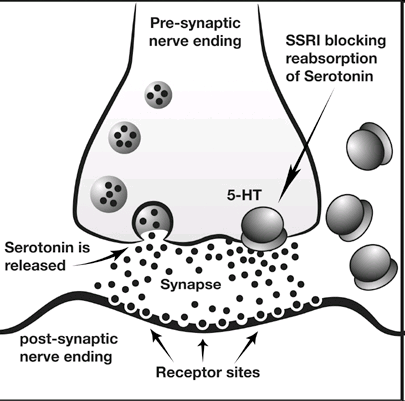 Pre-synaptic
nerve ending
SSRI blocking
reabsorption
of Serotonin
5-HT
Serotonin is
released
Synapse
post-synaptic
nerve ending
Receptor sites